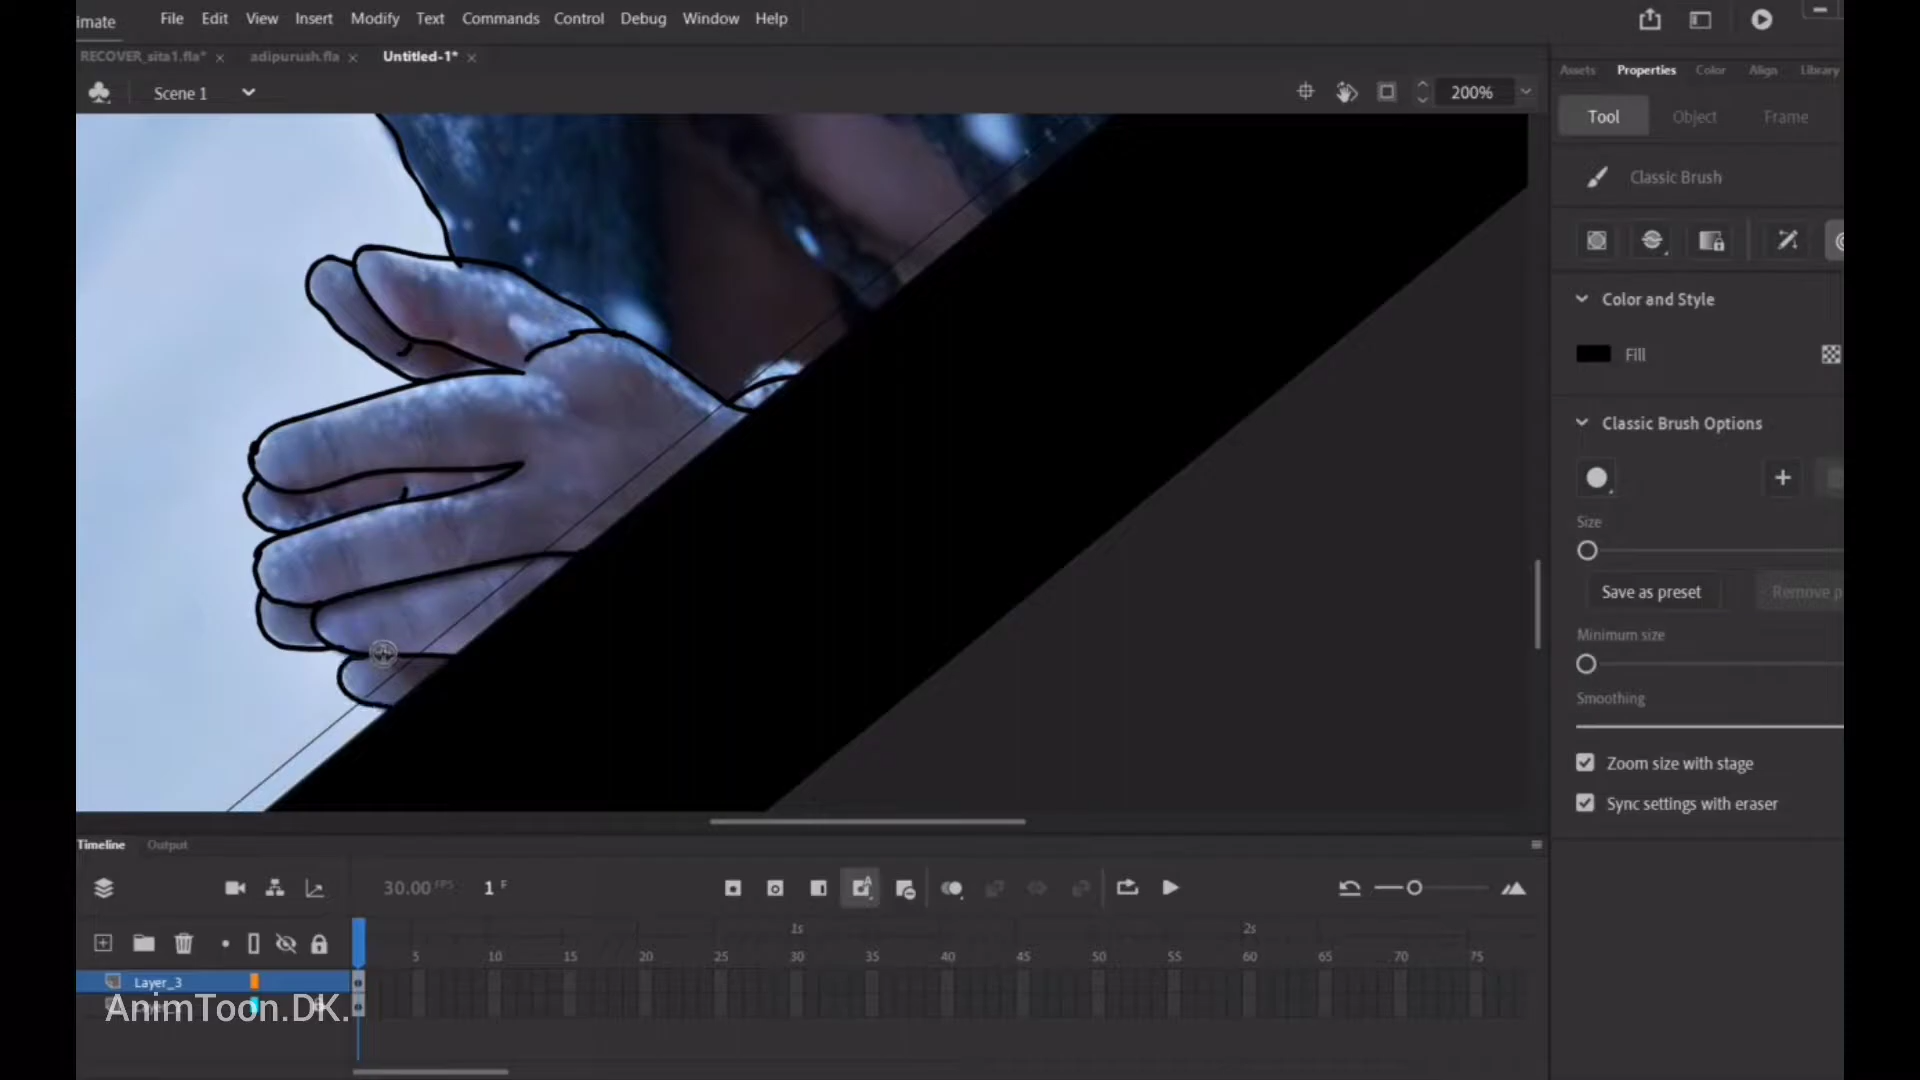 imate File Edit View Insert Modify Text Commands Control Debug Window Help
RECOVER_sita1.fla* adipurush.fla Untitled-1*
Scene 1 200%
Assets Properties Color Align Library
Tool Object Frame
Classic Brush
Color and Style
Fill
Classic Brush Options
Size
Save as preset Remove p
Minimum size
Smoothing
Zoom size with stage
Sync settings with eraser
Timeline Output
30.00 FPS 1 F
1s 2s
5 10 15 20 25 30 35 40 45 50 55 60 65 70 75
Layer_3
AnimToon.DK.